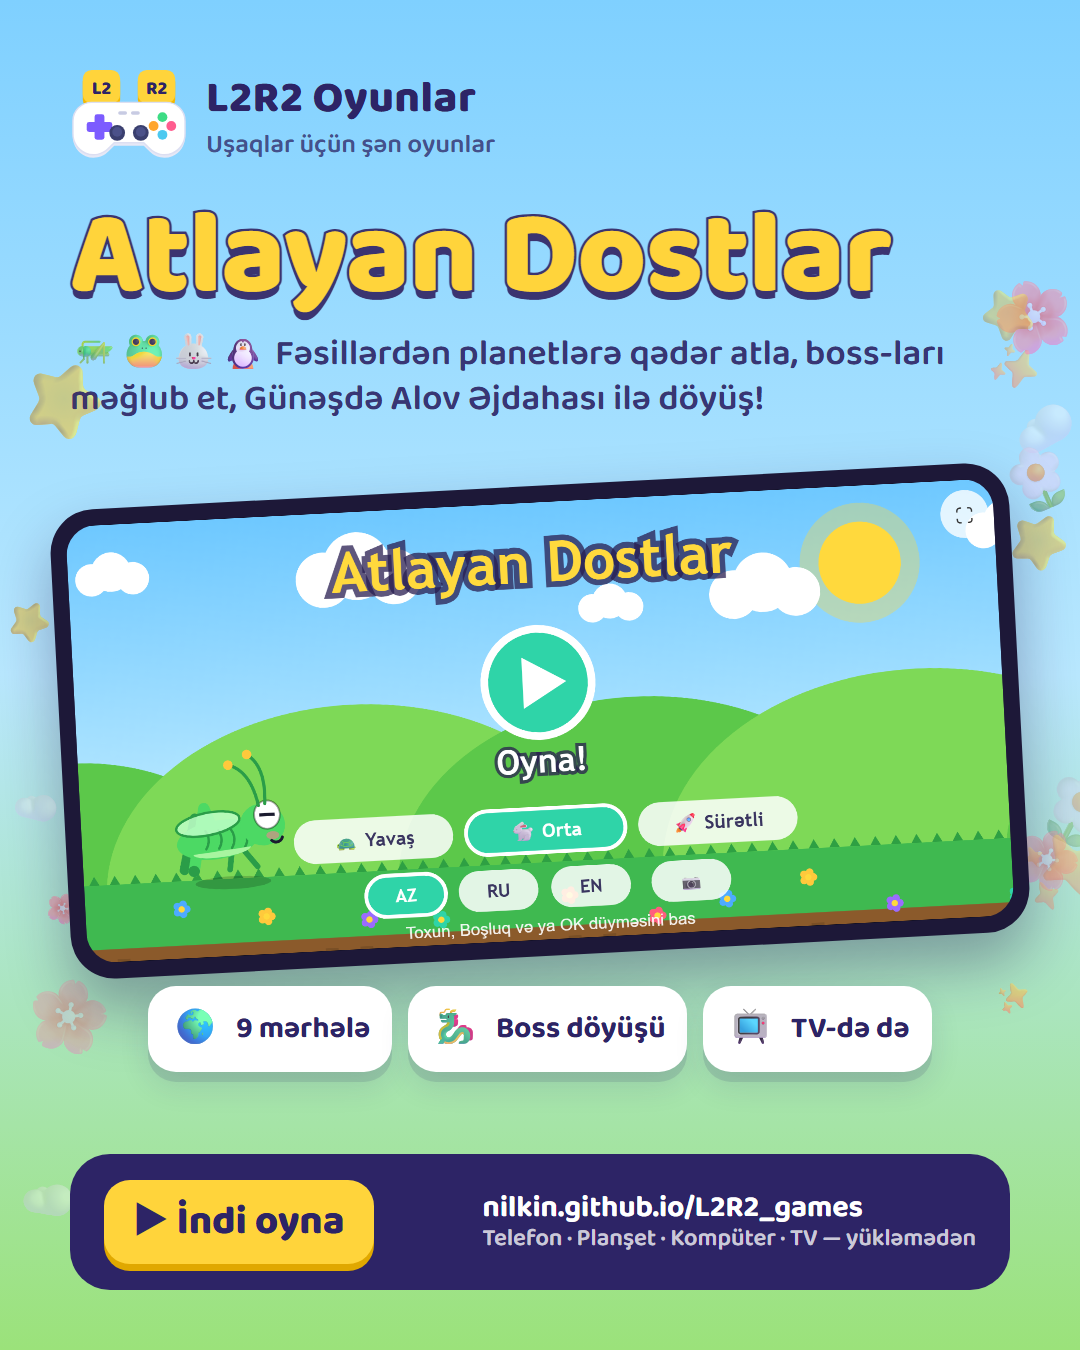 L2 R2
L2R2 Oyunlar
Uşaqlar üçün şən oyunlar
Atlayan Dostlar
Fəsillərdən planetlərə qədər atla, boss-ları
məğlub et, Günəşdə Alov Əjdahası ilə döyüş!
Atlayan Dostlar
Oyna!
Yavaş Orta Sürətli
AZ RU EN
Toxun, Boşluq və ya OK düyməsini bas
9 mərhələ Boss döyüşü TV-də də
İndi oyna
nilkin.github.io/L2R2_games
Telefon · Planşet · Kompüter · TV — yükləmədən